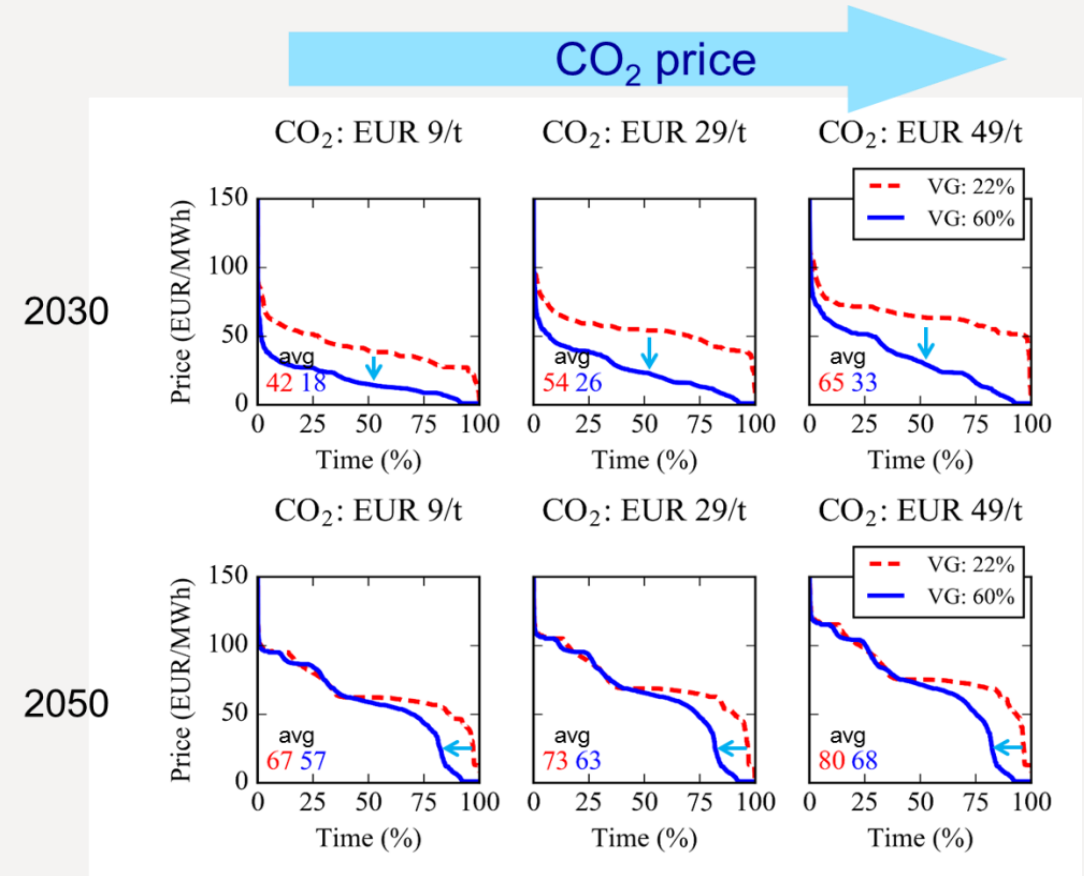 CO₂ price
CO₂: EUR 9/t
CO₂: EUR 29/t
CO₂: EUR 49/t
2030
Price (EUR/MWh)
150
100
50
0
VG: 22%
VG: 60%
avg
42 18
avg
54 26
avg
65 33
0 25 50 75 100
0 25 50 75 100
0 25 50 75 100
Time (%)
Time (%)
Time (%)
CO₂: EUR 9/t
CO₂: EUR 29/t
CO₂: EUR 49/t
2050
Price (EUR/MWh)
150
100
50
0
VG: 22%
VG: 60%
avg
67 57
avg
73 63
avg
80 68
0 25 50 75 100
0 25 50 75 100
0 25 50 75 100
Time (%)
Time (%)
Time (%)